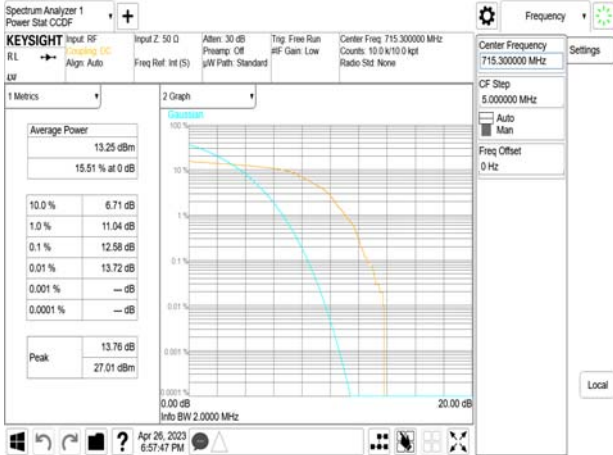 Spectrum Analyzer 1
Power Stat CCDF
+
Frequency
KEYSIGHT
RL
Input: RF
Coupling: DC
Align: Auto
Input Z: 50 Ω
Freq Ref: Int (S)
Atten: 30 dB
Preamp: Off
µW Path: Standard
Trig: Free Run
#IF Gain: Low
Center Freq: 715.300000 MHz
Counts: 10.0 k/10.0 kpt
Radio Std: None
Center Frequency
715.300000 MHz
Settings
CF Step
5.000000 MHz
Auto
Man
Freq Offset
0 Hz
1 Metrics
Average Power
13.25 dBm
15.51 % at 0 dB
10.0 % 6.71 dB
1.0 % 11.04 dB
0.1 % 12.58 dB
0.01 % 13.72 dB
0.001 % — dB
0.0001 % — dB
Peak
13.76 dB
27.01 dBm
2 Graph
Gaussian
100 %
10 %
1 %
0.1 %
0.01 %
0.001 %
0.0001 %
0.00 dB
20.00 dB
Info BW 2.0000 MHz
Local
?
Apr 26, 2023
6:57:47 PM